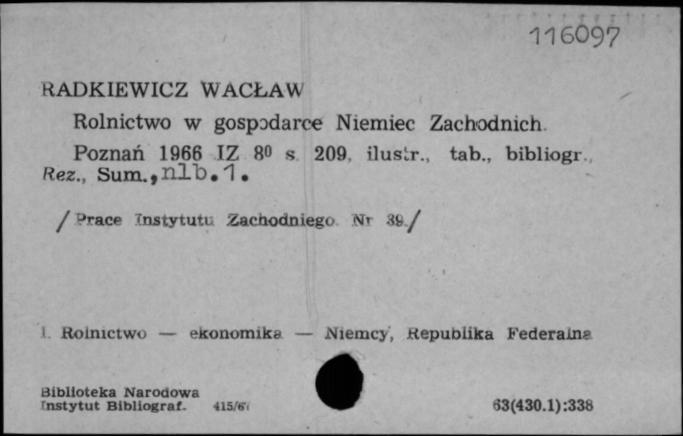 116097
RADKIEWICZ WACŁAW
Rolnictwo w gospodarce Niemiec Zachodnich.
Poznań 1966 IZ 8⁰ s. 209, ilustr., tab., bibliogr.,
Rez., Sum., nlb. 1.
/Prace Instytutu Zachodniego. Nr 39./
1. Rolnictwo — ekonomika — Niemcy, Republika Federalna
Biblioteka Narodowa
Instytut Bibliograf. 415/67
63(430.1):338